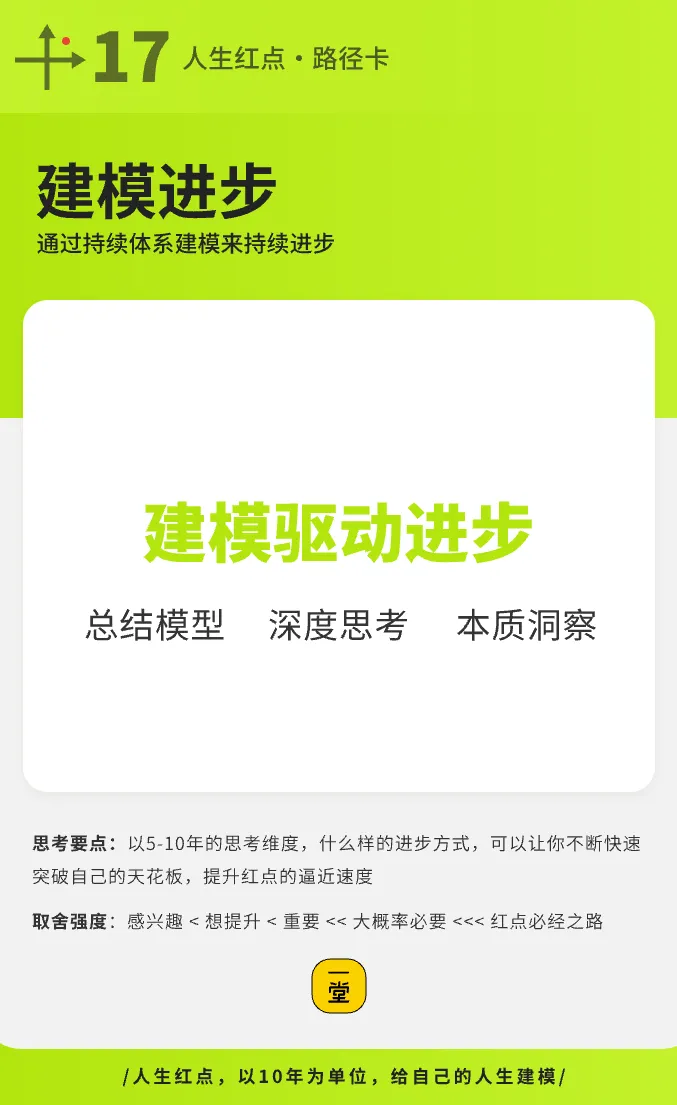 17 人生红点·路径卡
建模进步
通过持续体系建模来持续进步
建模驱动进步
总结模型 深度思考 本质洞察
思考要点：以5-10年的思考维度，什么样的进步方式，可以让你不断快速
突破自己的天花板，提升红点的逼近速度
取舍强度：感兴趣 < 想提升 < 重要 << 大概率必要 <<< 红点必经之路
一堂
/人生红点，以10年为单位，给自己的人生建模/